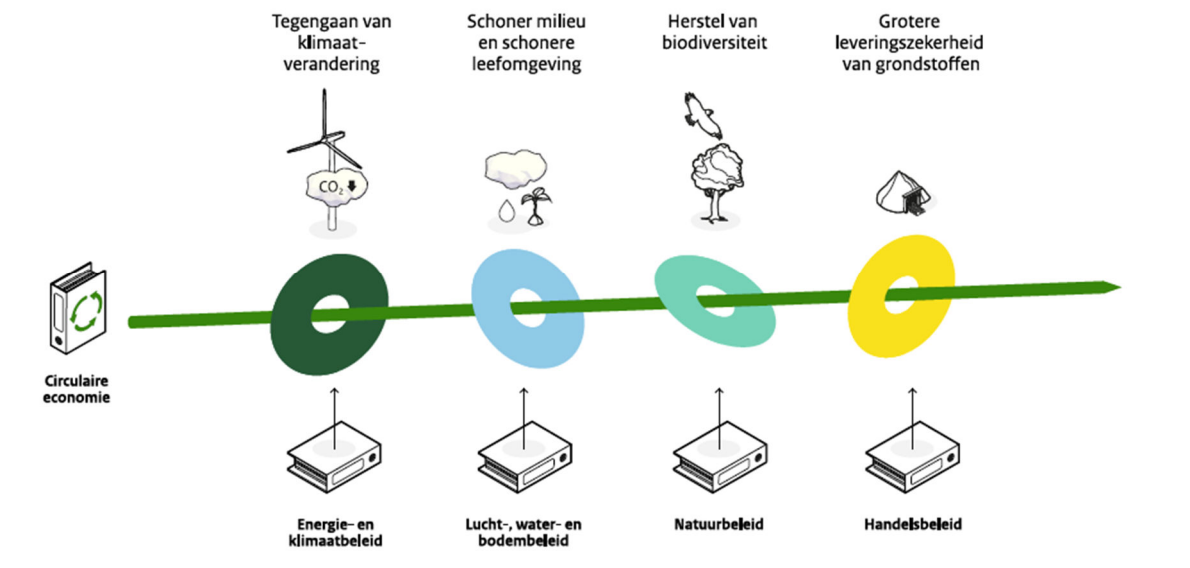 Tegengaan van
klimaat-
verandering
Schoner milieu
en schonere
leefomgeving
Herstel van
biodiversiteit
Grotere
leveringszekerheid
van grondstoffen
CO₂
Circulaire
economie
Energie- en
klimaatbeleid
Lucht-, water- en
bodembeleid
Natuurbeleid
Handelsbeleid